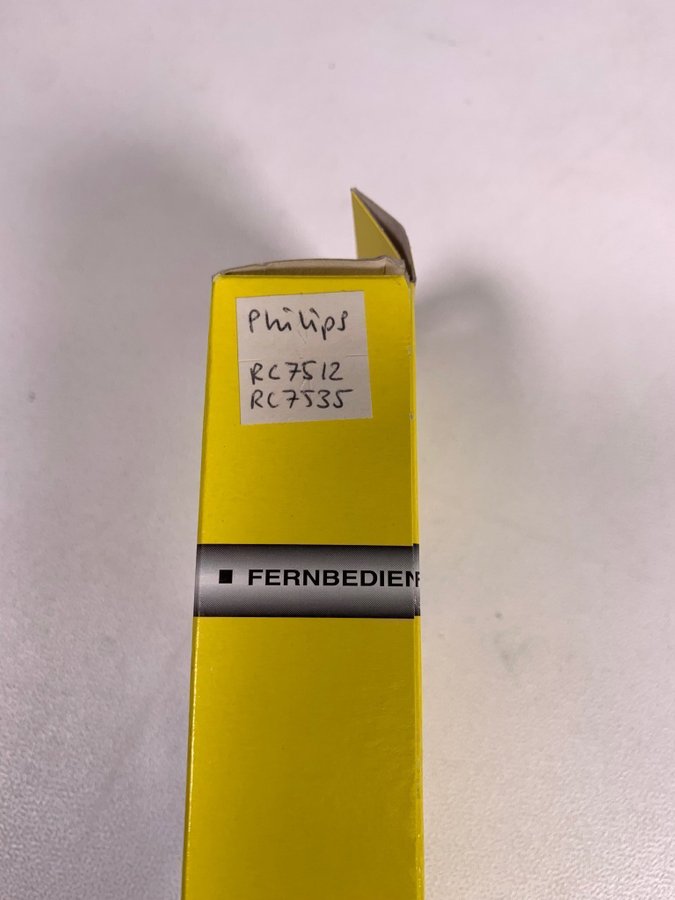 Philips
RC7512
RC7535
■ FERNBEDIEN